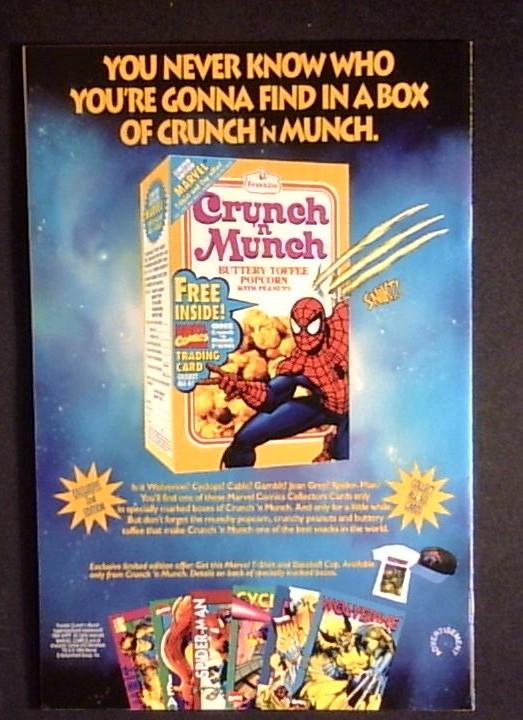 YOU NEVER KNOW WHO
YOU'RE GONNA FIND IN A BOX
OF CRUNCH 'N MUNCH.
MARVEL
Franklin
Crunch
'n
Munch
BUTTERY TOFFEE
POPCORN
WITH PEANUTS
FREE
INSIDE!
COMICS
TRADING
CARD
SNIKT!
Is it Wolverine? Cyclops? Cable? Gambit? Jean Grey? Spider-Man?
You'll find one of these Marvel Comics Collectors Cards only
in specially marked boxes of Crunch 'n Munch. And only for a little while.
But don't forget the munchy popcorn, crunchy peanuts and buttery
toffee that make Crunch 'n Munch one of the best snacks in the world.
Exclusive limited edition offer: Get this Marvel T-Shirt and Baseball Cap. Available
only from Crunch 'n Munch. Details on back of specially marked boxes.
SPIDER-MAN
CYCL
WOLVERINE
ADVERTISEMENT